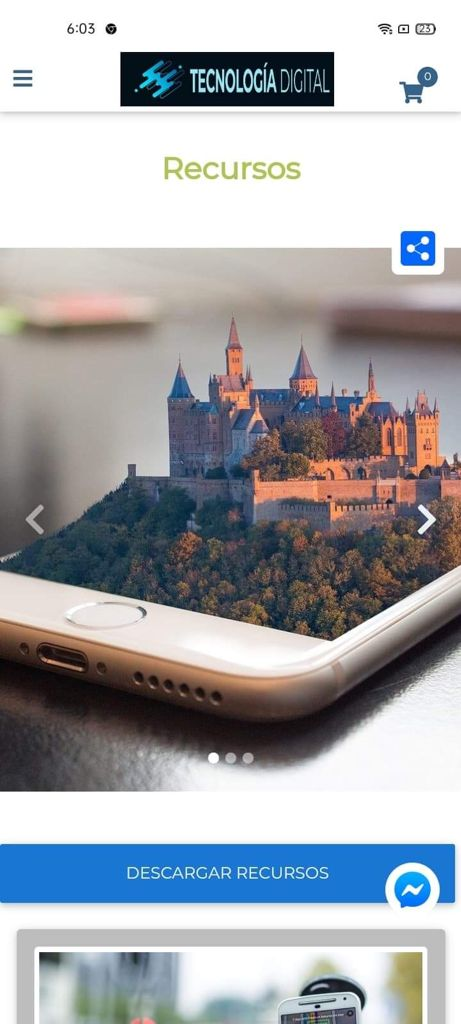 6:03
23
TECNOLOGÍA DIGITAL
0
Recursos
DESCARGAR RECURSOS